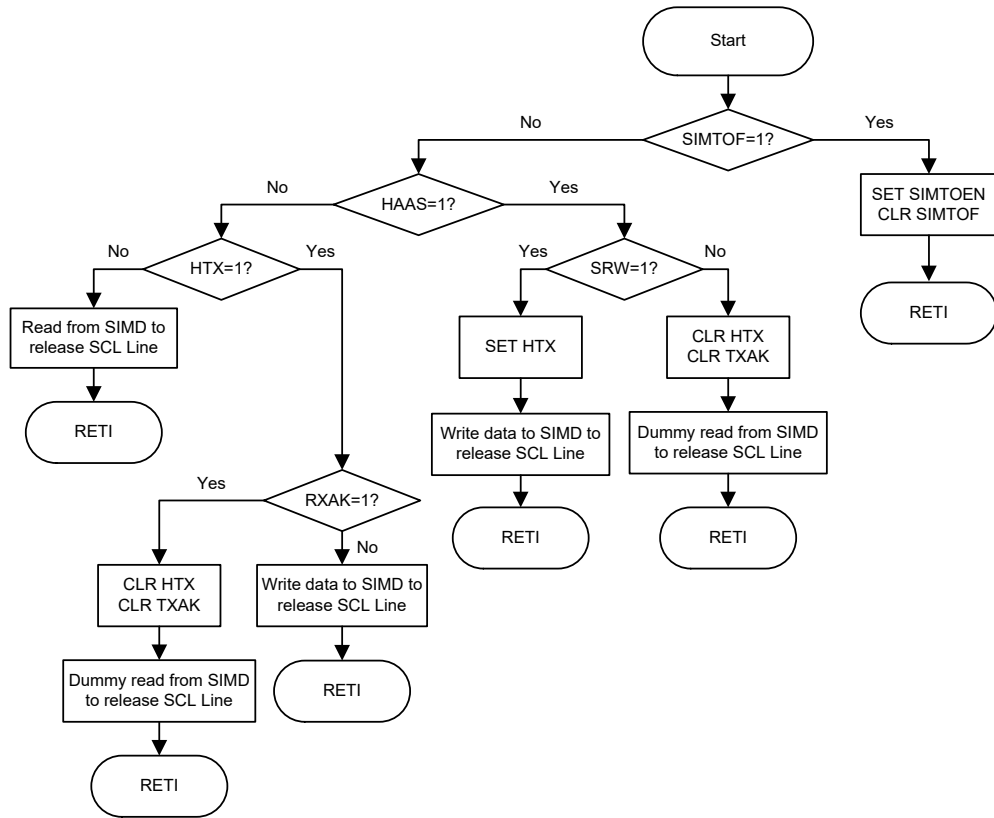 Start
No
SIMTOF=1?
Yes
No
HAAS=1?
Yes
SET SIMTOEN
CLR SIMTOF
No
HTX=1?
Yes
Yes
SRW=1?
No
RETI
Read from SIMD to
release SCL Line
SET HTX
CLR HTX
CLR TXAK
RETI
Write data to SIMD to
release SCL Line
Dummy read from SIMD
to release SCL Line
Yes
RXAK=1?
No
RETI
RETI
CLR HTX
CLR TXAK
Write data to SIMD to
release SCL Line
Dummy read from SIMD
to release SCL Line
RETI
RETI